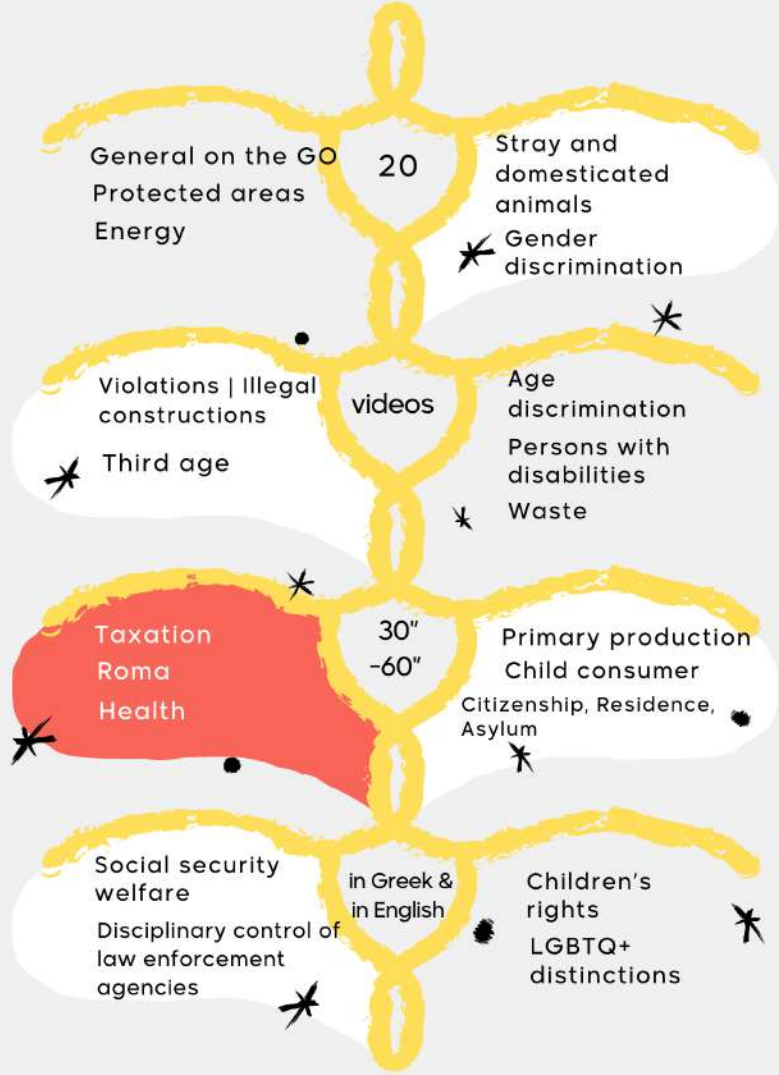 General on the GO
Protected areas
Energy
20
Stray and
domesticated
animals
Gender
discrimination
Violations | Illegal
constructions
Third age
videos
Age
discrimination
Persons with
disabilities
Waste
Taxation
Roma
Health
30"
-60"
Primary production
Child consumer
Citizenship, Residence,
Asylum
Social security
welfare
Disciplinary control of
law enforcement
agencies
in Greek &
in English
Children's
rights
LGBTQ+
distinctions